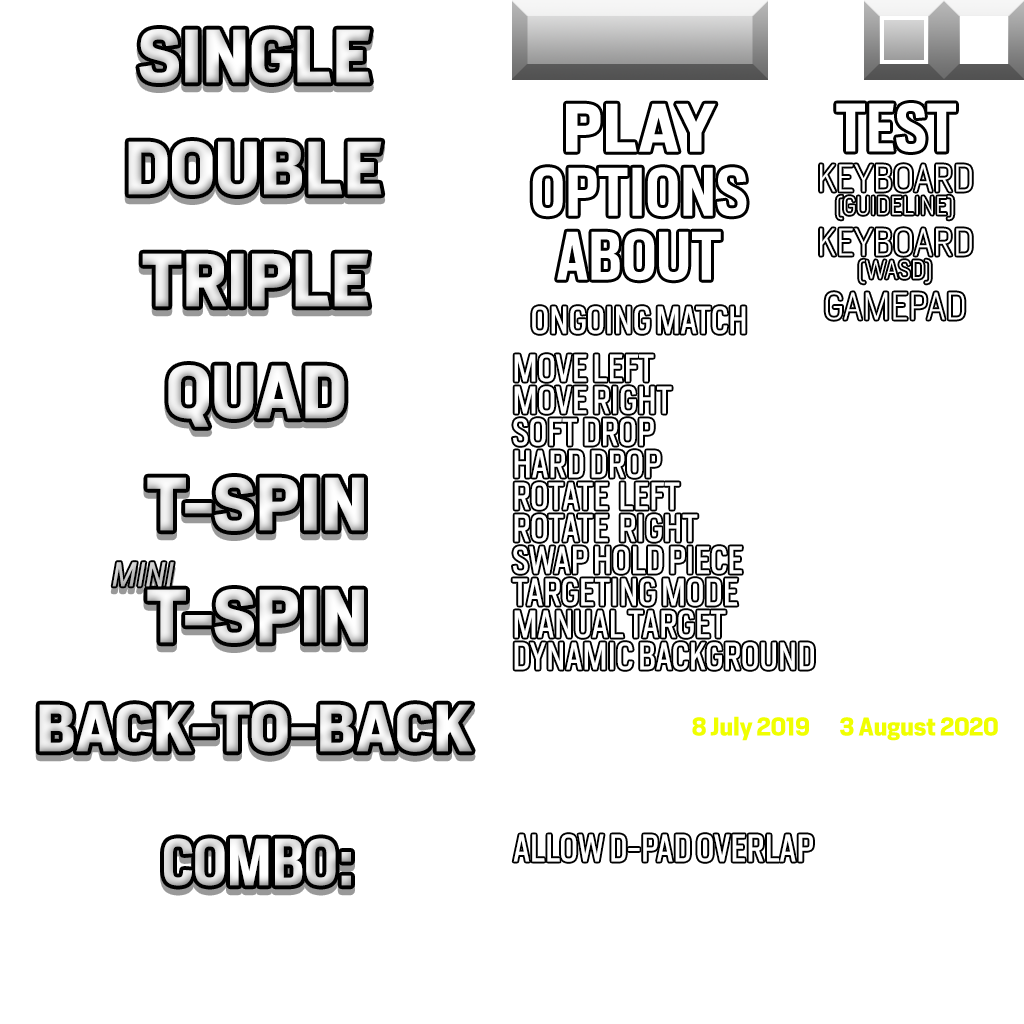 SINGLE
DOUBLE
TRIPLE
QUAD
T-SPIN
MINI
T-SPIN
BACK-TO-BACK
COMBO:
PLAY
OPTIONS
ABOUT
ONGOING MATCH
TEST
KEYBOARD
(GUIDELINE)
KEYBOARD
(WASD)
GAMEPAD
MOVE LEFT
MOVE RIGHT
SOFT DROP
HARD DROP
ROTATE LEFT
ROTATE RIGHT
SWAP HOLD PIECE
TARGETING MODE
MANUAL TARGET
DYNAMIC BACKGROUND
8 July 2019 3 August 2020
ALLOW D-PAD OVERLAP